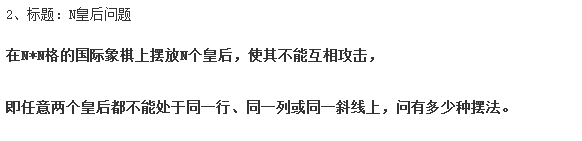 2、标题：N皇后问题
在N*N格的国际象棋上摆放N个皇后，使其不能互相攻击，
即任意两个皇后都不能处于同一行、同一列或同一斜线上，问有多少种摆法。